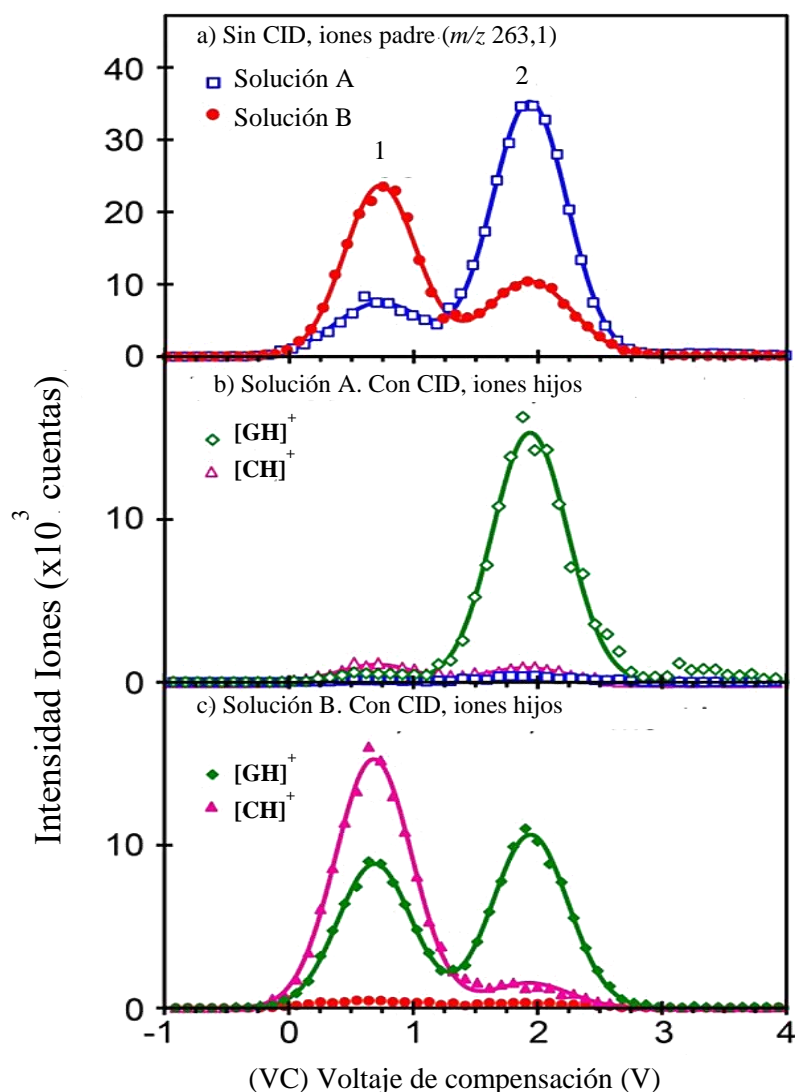 a) Sin CID, iones padre (m/z 263,1)
Solución A
Solución B
1
2
40
30
20
10
0
b) Solución A. Con CID, iones hijos
[GH]+
[CH]+
10
0
c) Solución B. Con CID, iones hijos
[GH]+
[CH]+
10
0
-1 0 1 2 3 4
(VC) Voltaje de compensación (V)
Intensidad Iones (x10³ cuentas)